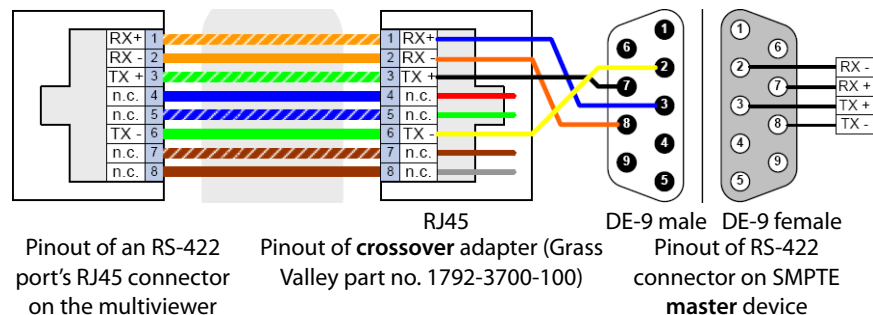 RX+ 1
RX - 2
TX + 3
n.c. 4
n.c. 5
TX - 6
n.c. 7
n.c. 8
1 RX+
2 RX -
3 TX +
4 n.c.
5 n.c.
6 TX -
7 n.c.
8 n.c.
1
6
2
7
3
8
4
9
5
1
6
2
7
3
8
4
9
5
RX -
RX +
TX +
TX -
RJ45
DE-9 male
DE-9 female
Pinout of an RS-422
port's RJ45 connector
on the multiviewer
Pinout of crossover adapter (Grass
Valley part no. 1792-3700-100)
Pinout of RS-422
connector on SMPTE
master device